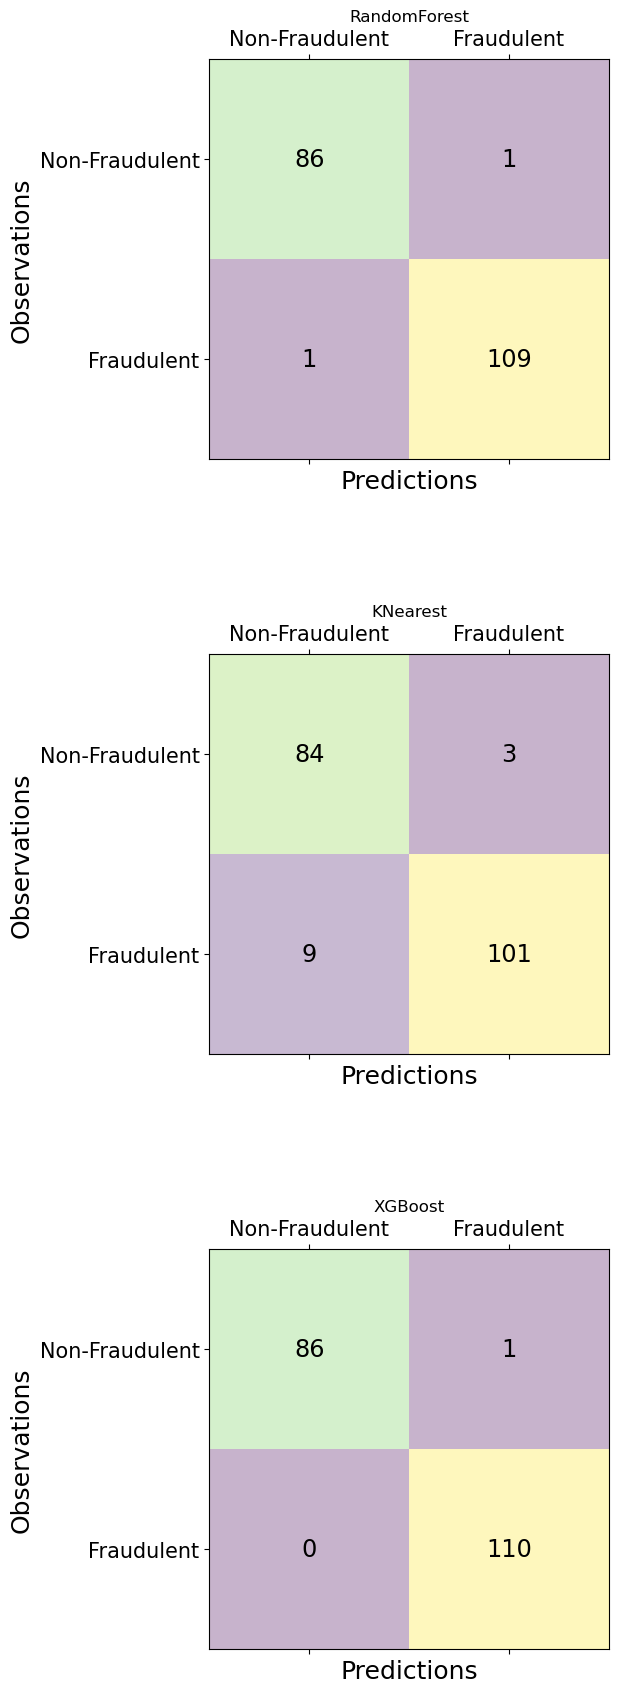 RandomForest
Non-Fraudulent Fraudulent
Non-Fraudulent 86 1
Observations
Fraudulent 1 109
Predictions
KNearest
Non-Fraudulent Fraudulent
Non-Fraudulent 84 3
Observations
Fraudulent 9 101
Predictions
XGBoost
Non-Fraudulent Fraudulent
Non-Fraudulent 86 1
Observations
Fraudulent 0 110
Predictions